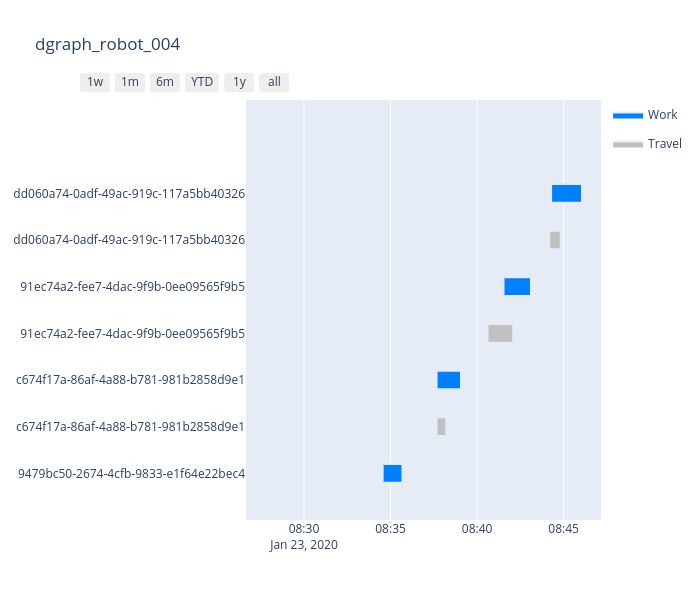 dgraph_robot_004
1w 1m 6m YTD 1y all
Work
Travel
dd060a74-0adf-49ac-919c-117a5bb40326
dd060a74-0adf-49ac-919c-117a5bb40326
91ec74a2-fee7-4dac-9f9b-0ee09565f9b5
91ec74a2-fee7-4dac-9f9b-0ee09565f9b5
c674f17a-86af-4a88-b781-981b2858d9e1
c674f17a-86af-4a88-b781-981b2858d9e1
9479bc50-2674-4cfb-9833-e1f64e22bec4
08:30 08:35 08:40 08:45
Jan 23, 2020